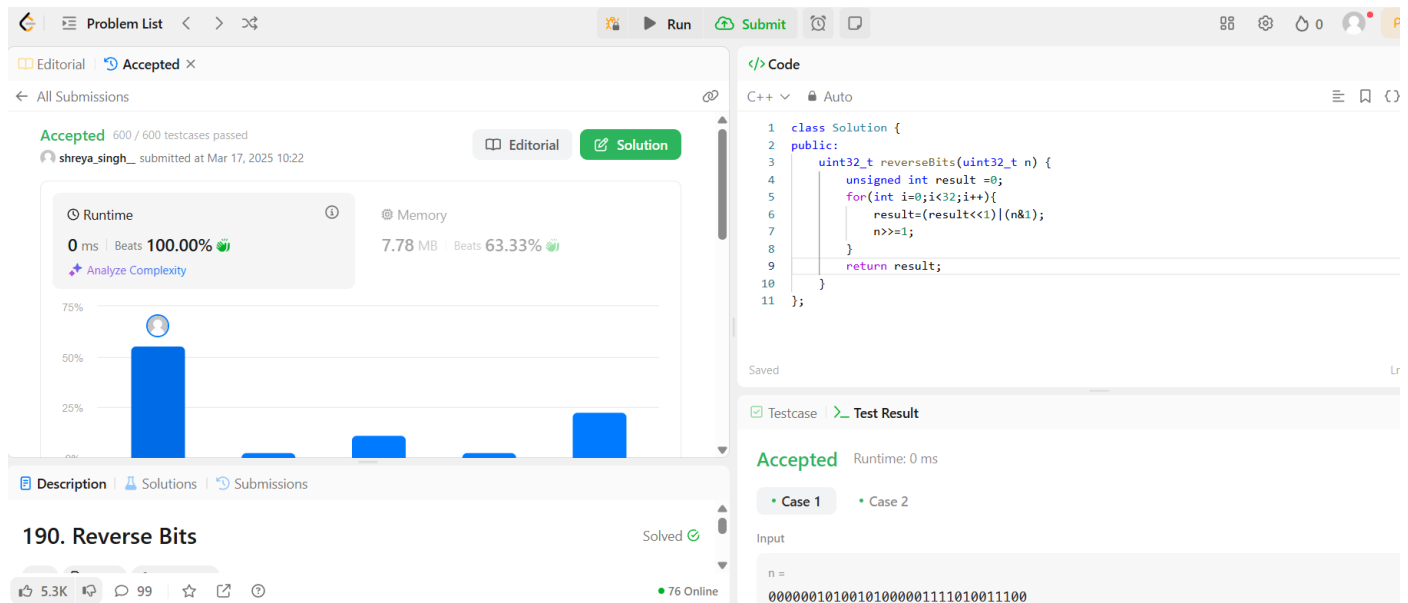 Problem List
Run
Submit
0
Editorial
Accepted
All Submissions
Accepted 600 / 600 testcases passed
shreya_singh__ submitted at Mar 17, 2025 10:22
Editorial
Solution
Runtime
0 ms | Beats 100.00%
Analyze Complexity
Memory
7.78 MB | Beats 63.33%
75%
50%
25%
0%
Description | Solutions | Submissions
190. Reverse Bits
Solved
5.3K
99
76 Online
</> Code
C++ Auto
1 class Solution {
2 public:
3     uint32_t reverseBits(uint32_t n) {
4         unsigned int result =0;
5         for(int i=0;i<32;i++){
6             result=(result<<1)|(n&1);
7             n>>=1;
8         }
9         return result;
10     }
11 };
Saved
Testcase | >_ Test Result
Accepted Runtime: 0 ms
• Case 1 • Case 2
Input
n =
00000010100101000001111010011100